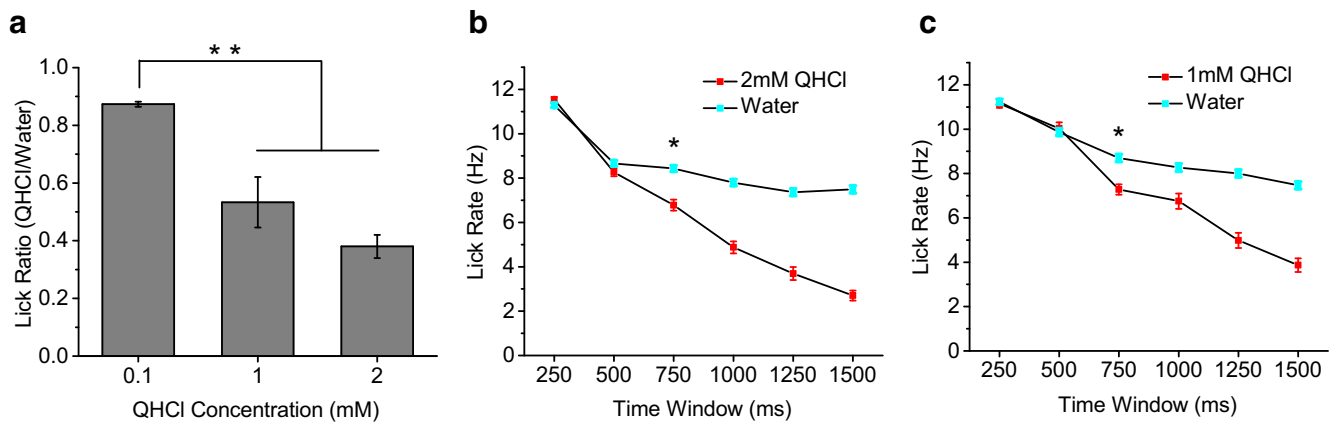 a
* *
1.0
0.8
0.6
0.4
0.2
0.0
Lick Ratio (QHCl/Water)
0.1 1 2
QHCl Concentration (mM)
b
2mM QHCl
Water
*
12
10
8
6
4
2
0
Lick Rate (Hz)
250 500 750 1000 1250 1500
Time Window (ms)
c
1mM QHCl
Water
*
12
10
8
6
4
2
0
Lick Rate (Hz)
250 500 750 1000 1250 1500
Time Window (ms)